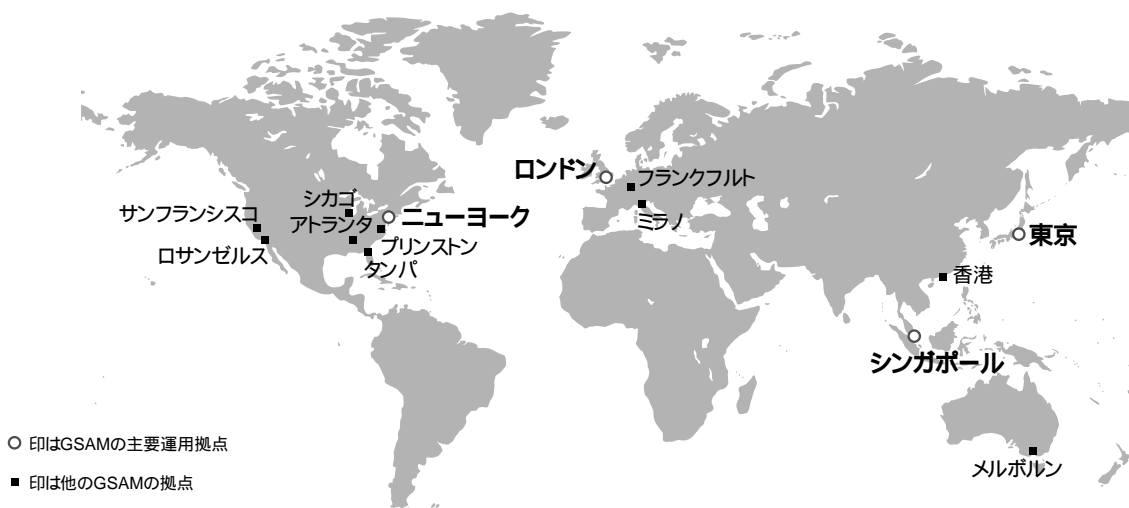 ロンドン
フランクフルト
シカゴ
サンフランシスコ
アトランタ
ニューヨーク
ミラノ
ロサンゼルス
プリンストン
タンパ
東京
香港
シンガポール
○ 印はGSAMの主要運用拠点
■ 印は他のGSAMの拠点
メルボルン